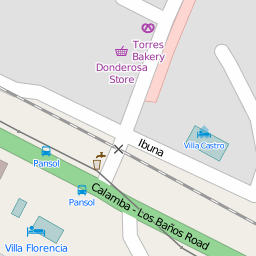 Torres
Bakery
Donderosa
Store
Ibuna
Villa Castro
Pansol
Pansol
Calamba - Los Baños Road
Villa Florencia